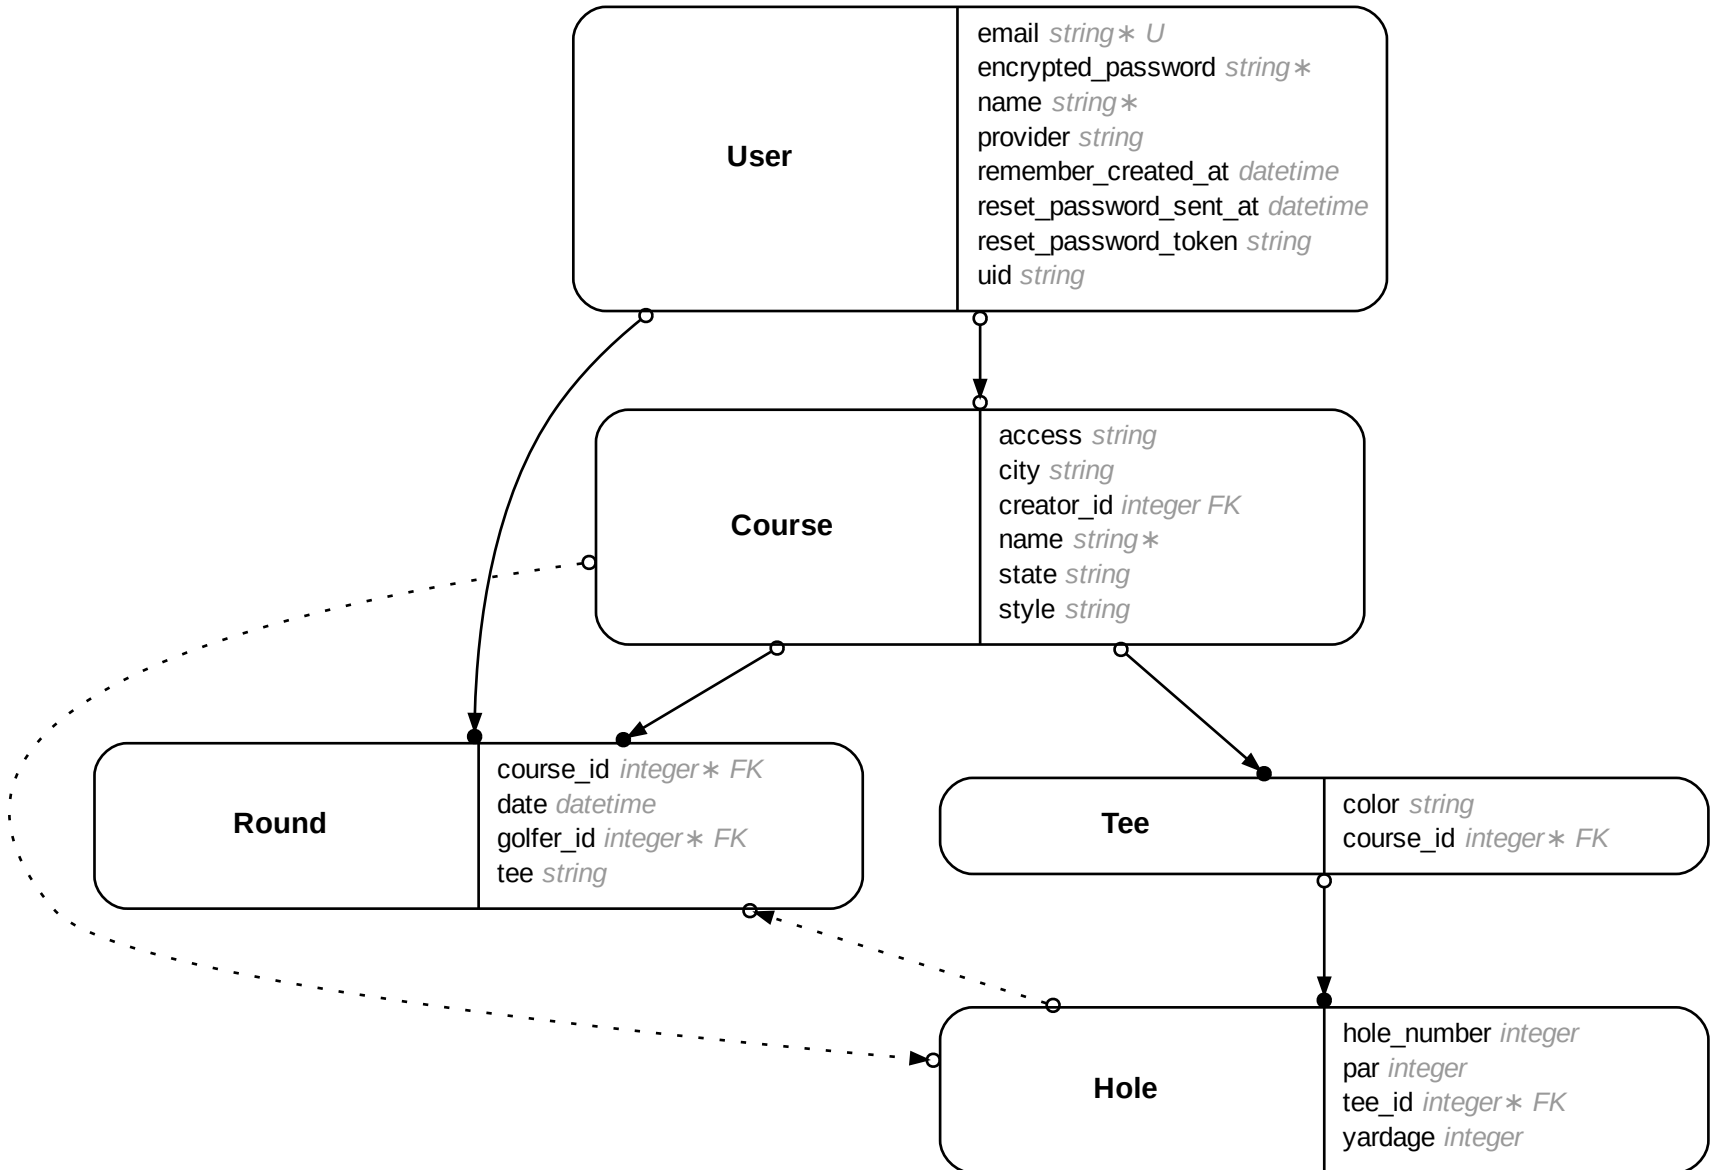 User
email string∗ U
encrypted_password string∗
name string∗
provider string
remember_created_at datetime
reset_password_sent_at datetime
reset_password_token string
uid string
Course
access string
city string
creator_id integer FK
name string∗
state string
style string
Round
course_id integer∗ FK
date datetime
golfer_id integer∗ FK
tee string
Tee
color string
course_id integer∗ FK
Hole
hole_number integer
par integer
tee_id integer∗ FK
yardage integer